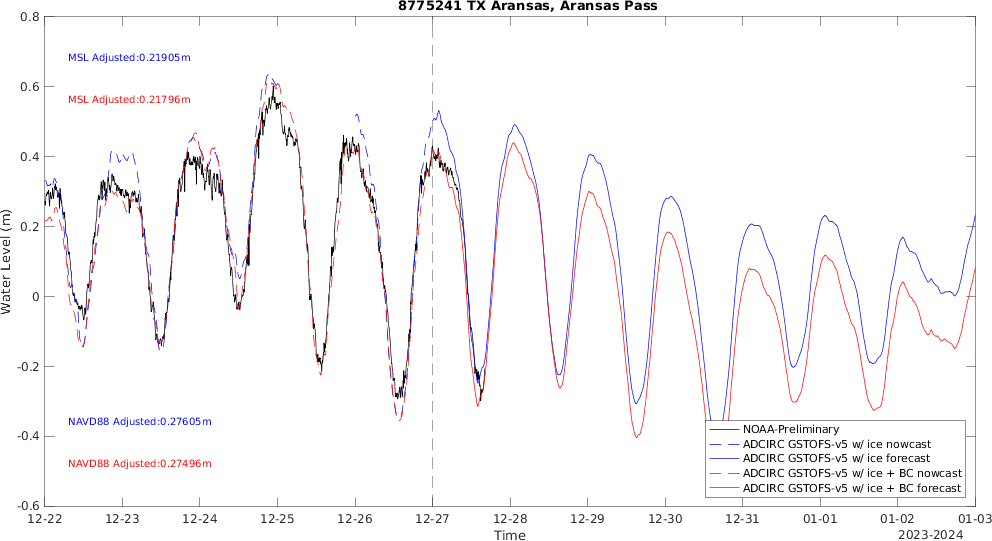 8775241 TX Aransas, Aransas Pass
0.8
0.6
0.4
0.2
0
-0.2
-0.4
-0.6
Water Level (m)
MSL Adjusted:0.21905m
MSL Adjusted:0.21796m
NAVD88 Adjusted:0.27605m
NAVD88 Adjusted:0.27496m
NOAA-Preliminary
ADCIRC GSTOFS-v5 w/ ice nowcast
ADCIRC GSTOFS-v5 w/ ice forecast
ADCIRC GSTOFS-v5 w/ ice + BC nowcast
ADCIRC GSTOFS-v5 w/ ice + BC forecast
12-22 12-23 12-24 12-25 12-26 12-27 12-28 12-29 12-30 12-31 01-01 01-02 01-03
Time
2023-2024